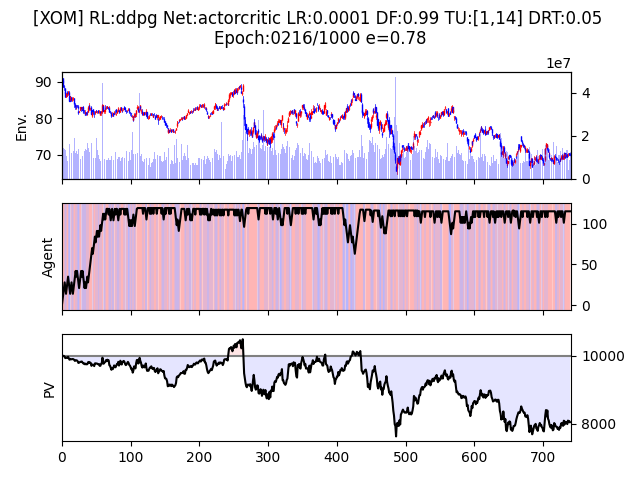 [XOM] RL:ddpg Net:actorcritic LR:0.0001 DF:0.99 TU:[1,14] DRT:0.05
Epoch:0216/1000 e=0.78
1e7
90
80
70
Env.
4
2
0
Agent
100
50
0
PV
10000
8000
0 100 200 300 400 500 600 700